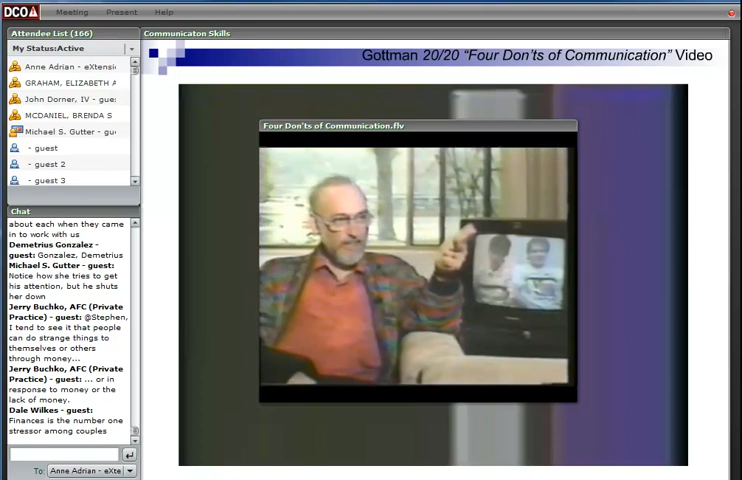 DCO
Meeting Present Help
Attendee List (166)
My Status:Active
Anne Adrian - eXtensi
GRAHAM, ELIZABETH A
John Dorner, IV - gue
MCDANIEL, BRENDA S
Michael S. Gutter - gu
- guest
- guest 2
- guest 3
Chat
about each when they came
in to work with us
Demetrius Gonzalez -
guest: Gonzalez, Demetrius
Michael S. Gutter - guest:
Notice how she tries to get
his attention, but he shuts
her down
Jerry Buchko, AFC (Private
Practice) - guest: @Stephen,
I tend to see it that people
can do strange things to
themselves or others
through money...
Jerry Buchko, AFC (Private
Practice) - guest: ... or in
response to money or the
lack of money.
Dale Wilkes - guest:
Finances is the number one
stressor among couples
To: Anne Adrian - eXte
Communicaton Skills
Gottman 20/20 “Four Don’ts of Communication” Video
Four Don'ts of Communication.flv